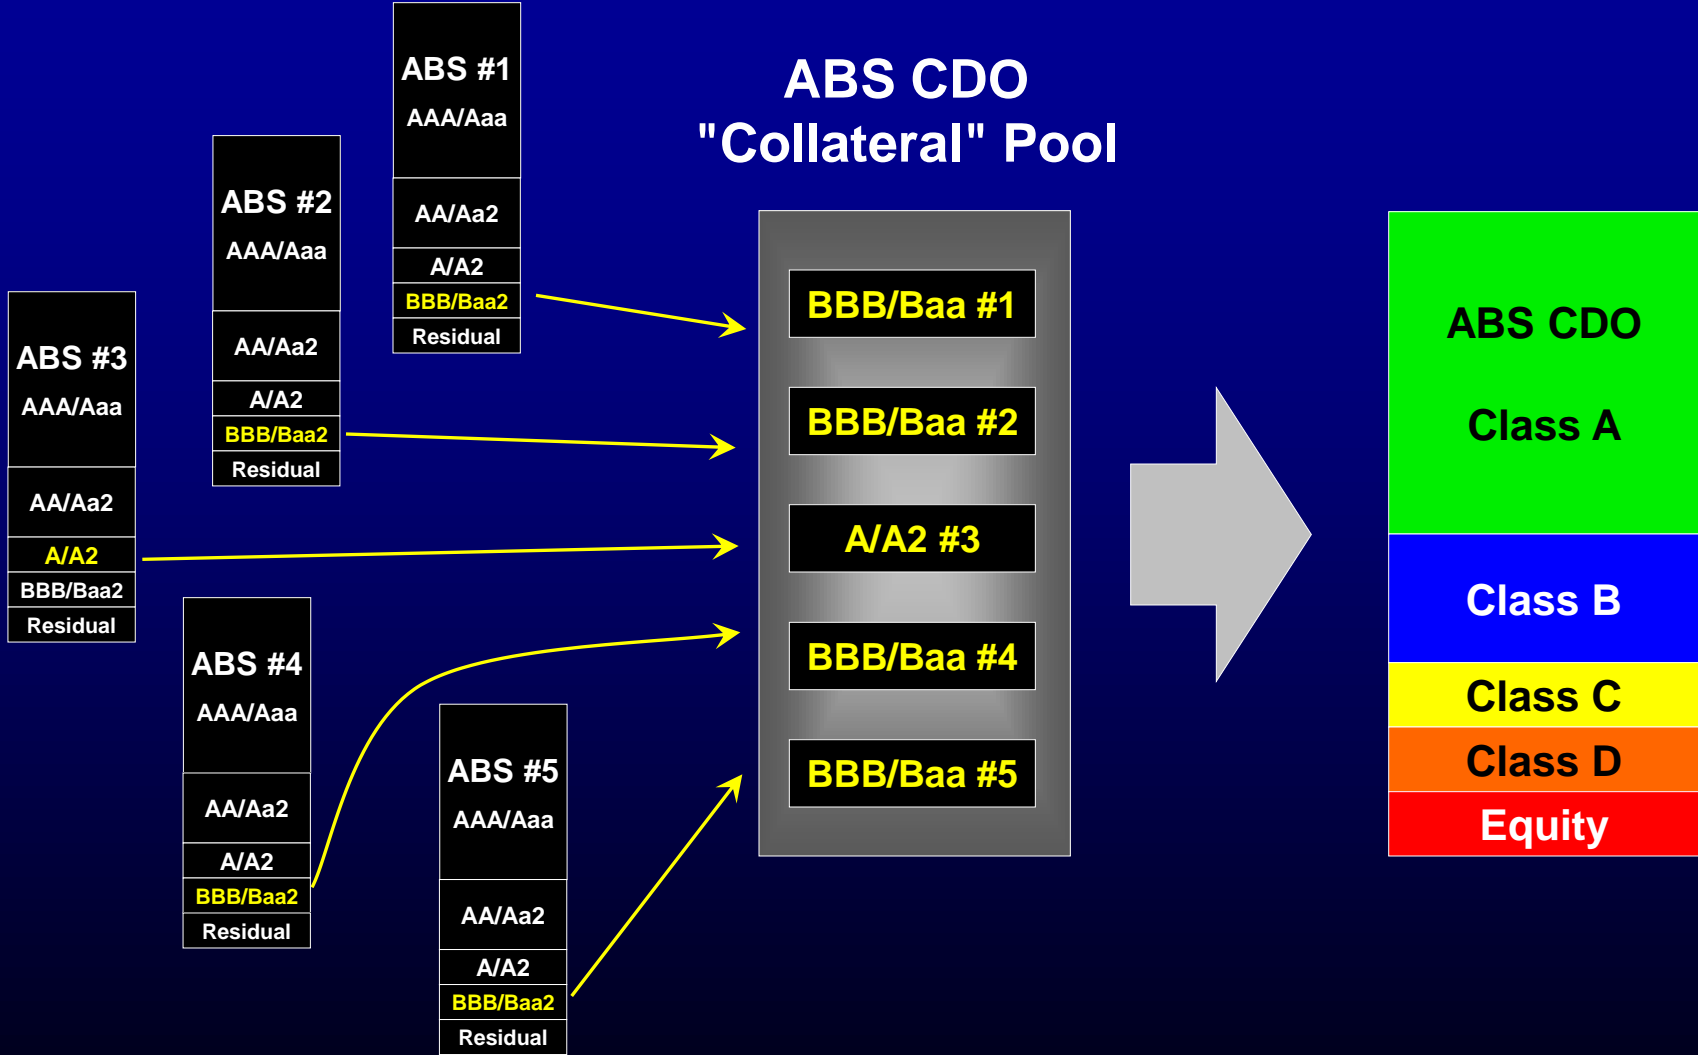 ABS CDO
"Collateral" Pool
ABS #1
AAA/Aaa
AA/Aa2
A/A2
BBB/Baa2
Residual
ABS #2
AAA/Aaa
AA/Aa2
A/A2
BBB/Baa2
Residual
ABS #3
AAA/Aaa
AA/Aa2
A/A2
BBB/Baa2
Residual
ABS #4
AAA/Aaa
AA/Aa2
A/A2
BBB/Baa2
Residual
ABS #5
AAA/Aaa
AA/Aa2
A/A2
BBB/Baa2
Residual
BBB/Baa #1
BBB/Baa #2
A/A2 #3
BBB/Baa #4
BBB/Baa #5
ABS CDO
Class A
Class B
Class C
Class D
Equity